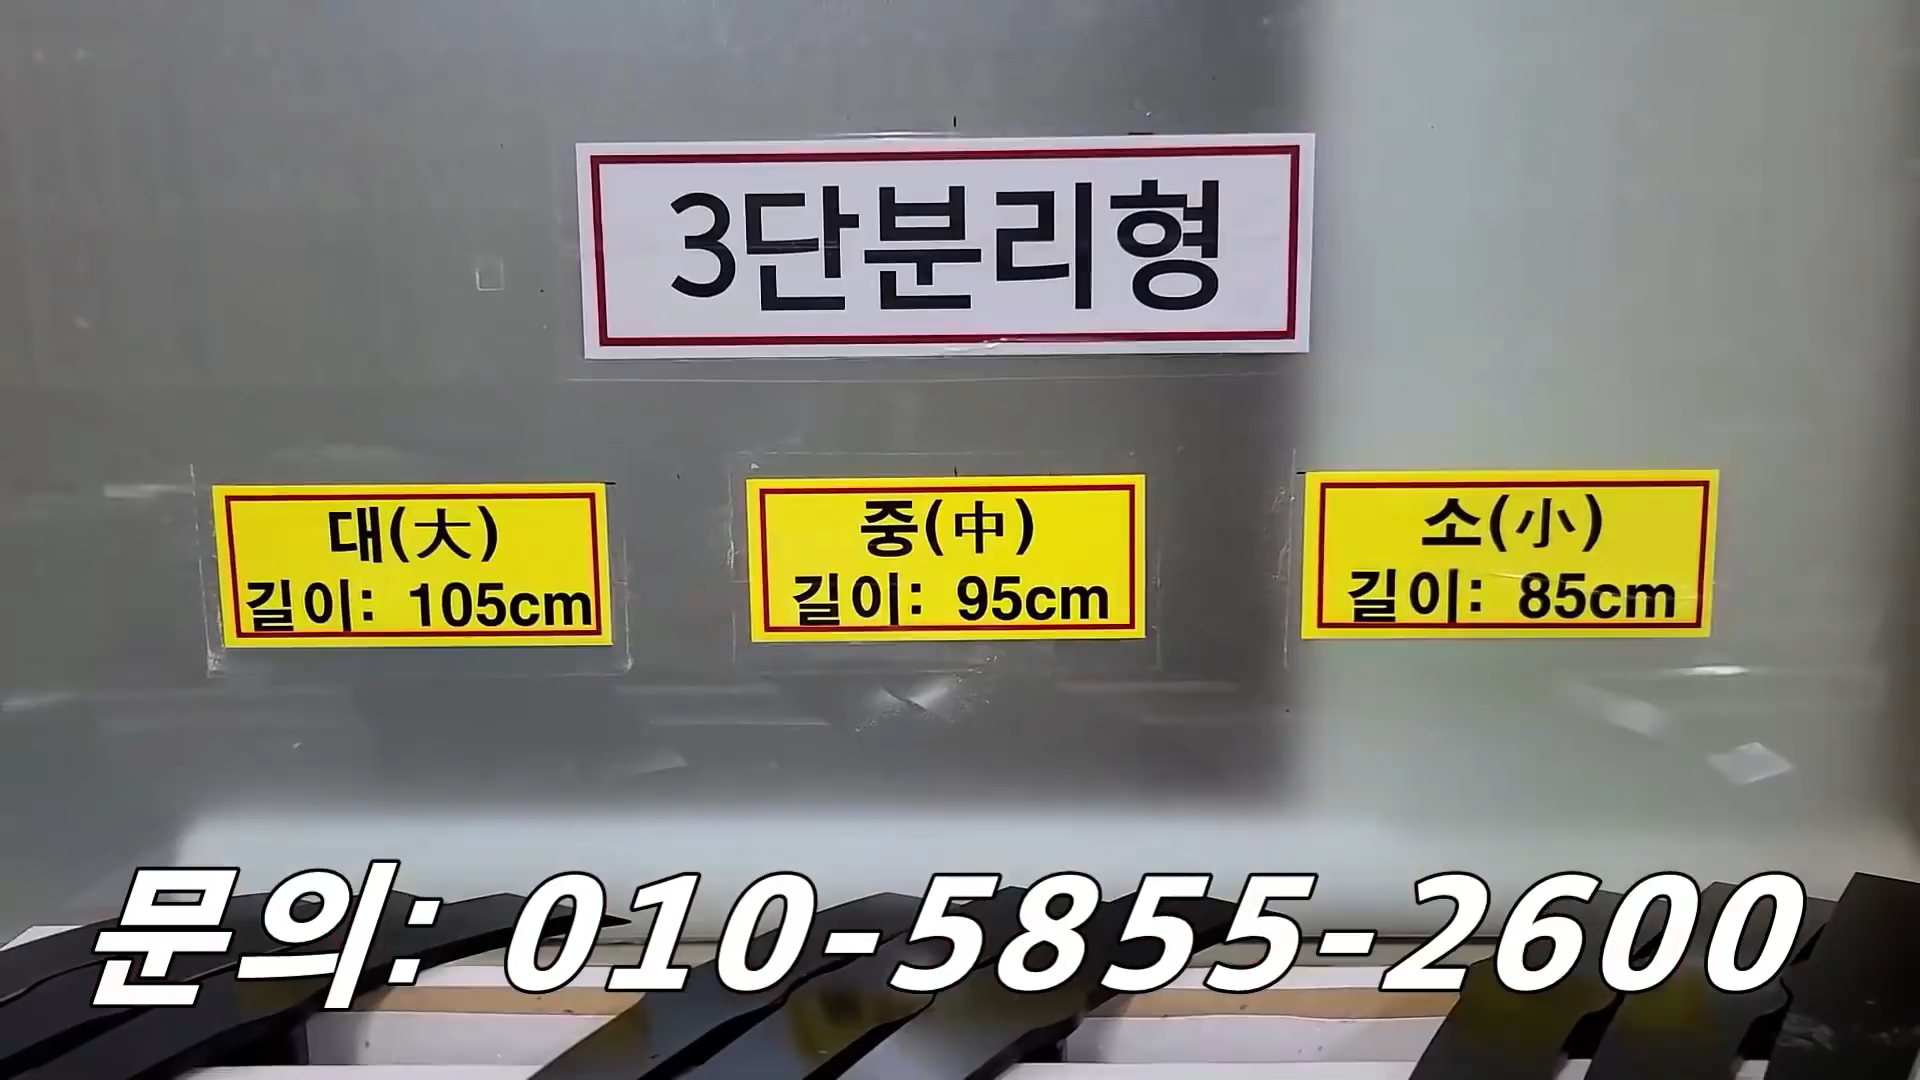 3단분리형
대(大)
길이: 105cm
중(中)
길이: 95cm
소(小)
길이: 85cm
문의: 010-5855-2600